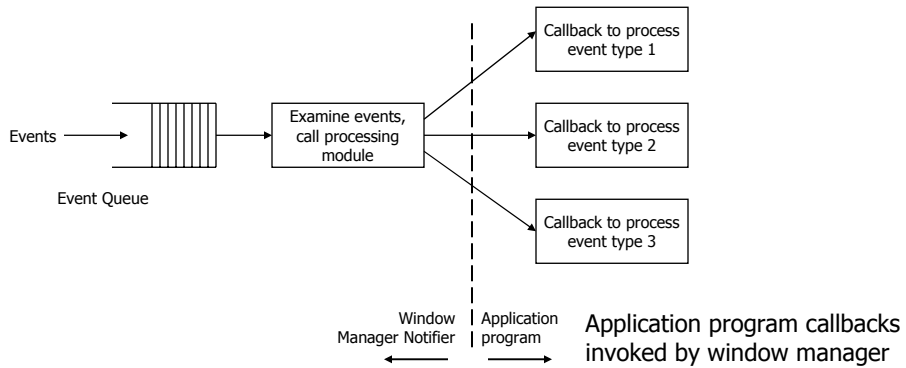 Callback to process
event type 1
Events
Event Queue
Examine events,
call processing
module
Callback to process
event type 2
Callback to process
event type 3
Window
Manager Notifier
Application
program
Application program callbacks
invoked by window manager